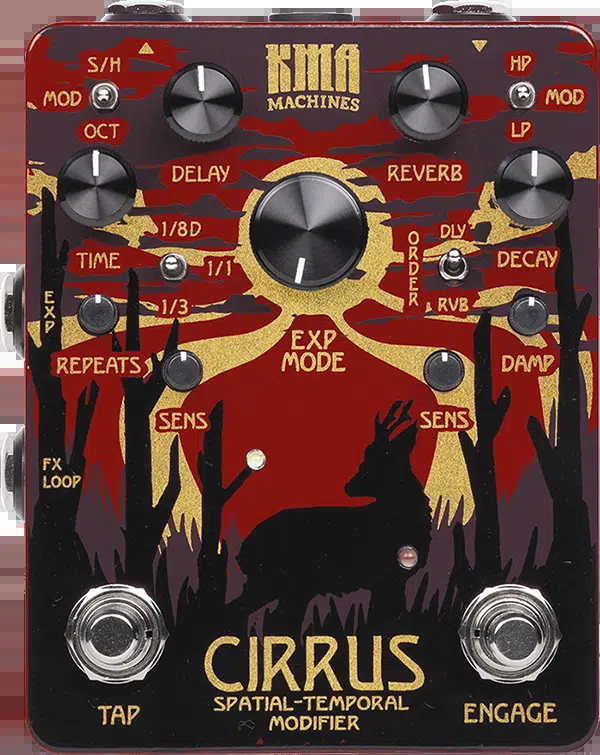 S/H
MOD
OCT
KMA
MACHINES
HP
MOD
LP
DELAY
REVERB
1/8D
TIME
1/1
1/3
ORDER
DLY
DECAY
RVB
EXP
REPEATS
EXP
MODE
DAMP
SENS
SENS
FX
LOOP
CIRRUS
SPATIAL-TEMPORAL
MODIFIER
TAP
ENGAGE